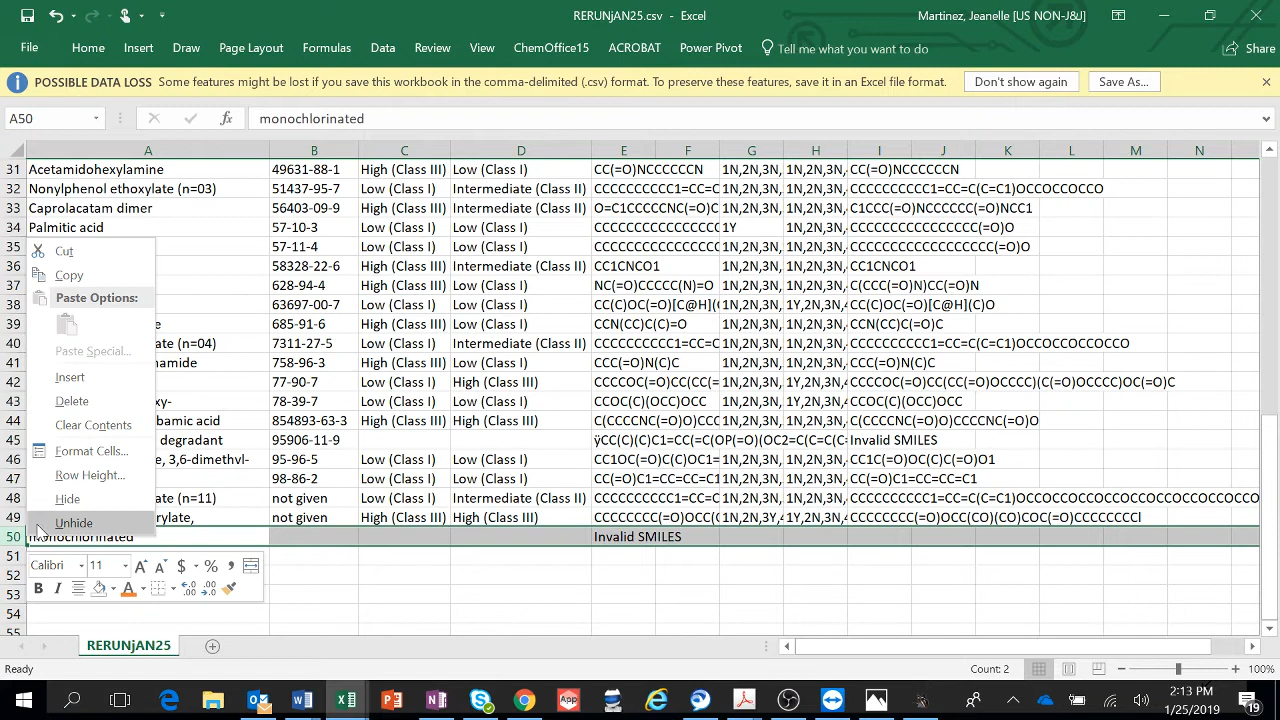 RERUNjAN25.csv - Excel
Martinez, Jeanelle [US NON-J&J]
File Home Insert Draw Page Layout Formulas Data Review View ChemOffice15 ACROBAT Power Pivot Tell me what you want to do Share
POSSIBLE DATA LOSS Some features might be lost if you save this workbook in the comma-delimited (.csv) format. To preserve these features, save it in an Excel file format. Don't show again Save As...
A50 fx monochlorinated
A B C D E F G H I J K L M N
31 Acetamidohexylamine 49631-88-1 High (Class III) Low (Class I) CC(=O)NCCCCCCN 1N,2N,3N, 1N,2N,3N, CC(=O)NCCCCCCN
32 Nonylphenol ethoxylate (n=03) 51437-95-7 Low (Class I) Intermediate (Class II) CCCCCCCCCC1=CC=C 1N,2N,3N, 1N,2N,3N, CCCCCCCCCC1=CC=C(C=C1)OCCOCCOCCO
33 Caprolacatam dimer 56403-09-9 High (Class III) Intermediate (Class II) O=C1CCCCCNC(=O)C 1N,2N,3N, 1N,2N,3N, C1CCC(=O)NCCCCCC(=O)NCC1
34 Palmitic acid 57-10-3 Low (Class I) Low (Class I) CCCCCCCCCCCCCCCC 1Y 1N,2N,3N, CCCCCCCCCCCCCCCC(=O)O
35 57-11-4 Low (Class I) Low (Class I) CCCCCCCCCCCCCCCC 1N,2N,3N, 1N,2N,3N, CCCCCCCCCCCCCCCCCC(=O)O
36 58328-22-6 High (Class III) Intermediate (Class II) CC1CNCO1 1N,2N,3N, 1N,2N,3N, CC1CNCO1
37 628-94-4 High (Class III) Low (Class I) NC(=O)CCCCC(N)=O 1N,2N,3N, 1N,2N,3N, C(CCC(=O)N)CC(=O)N
38 63697-00-7 High (Class III) Low (Class I) CC(C)OC(=O)[C@H]( 1N,2N,3N, 1Y,2N,3N, CC(C)OC(=O)[C@H](C)O
39 e 685-91-6 High (Class III) Low (Class I) CCN(CC)C(C)=O 1N,2N,3N, 1N,2N,3N, CCN(CC)C(=O)C
40 ate (n=04) 7311-27-5 Low (Class I) Intermediate (Class II) CCCCCCCCCC1=CC=C 1N,2N,3N, 1N,2N,3N, CCCCCCCCCC1=CC=C(C=C1)OCCOCCOCCOCCO
41 namide 758-96-3 High (Class III) Low (Class I) CCC(=O)N(C)C 1N,2N,3N, 1N,2N,3N, CCC(=O)N(C)C
42 77-90-7 Low (Class I) High (Class III) CCCCOC(=O)CC(CC(= 1N,2N,3N, 1Y,2N,3N, CCCCOC(=O)CC(CC(=O)OCCCC)(C(=O)OCCCC)OC(=O)C
43 xy- 78-39-7 Low (Class I) Low (Class I) CCOC(C)(OCC)OCC 1N,2N,3N, 1N,2N,3N, CCOC(C)(OCC)OCC
44 bamic acid 854893-63-3 High (Class III) Low (Class I) C(CCCCNC(=O)O)CC 1N,2N,3N, 1N,2N,3N, C(CCCCNC(=O)O)CCCCNC(=O)O
45 degradant 95906-11-9 ÿCC(C)(C)C1=CC(=C(OP(=O)(OC2=C(C=C(C= Invalid SMILES
46 e, 3,6-dimethyl- 95-96-5 Low (Class I) Low (Class I) CC1OC(=O)C(C)OC1= 1N,2N,3N, 1N,2N,3N, CC1C(=O)OC(C(=O)O1
47 98-86-2 Low (Class I) Low (Class I) CC(=O)C1=CC=CC=C1 1N,2N,3N, 1N,2N,3N, CC(=O)C1=CC=CC=C1
48 ate (n=11) not given Low (Class I) Intermediate (Class II) CCCCCCCCCC1=CC=C 1N,2N,3N, 1N,2N,3N,
49 rylate, not given High (Class III) High (Class III) CCCCCCCC(=O)OCC( 1N,2N,3Y, 1Y,2N,3N, CCCCCCCC(=O)OCC(CO)(CO)COC(=O)CCCCCCCCl
50 monochlorinated Invalid SMILES
51
52
53
54
55
Cut
Copy
Paste Options:
Paste Special...
Insert
Delete
Clear Contents
Format Cells...
Row Height...
Hide
Unhide
Calibri 11 A A $ % ,
B I A
RERUNjAN25
Ready Count: 2 100%
2:13 PM
1/25/2019
19